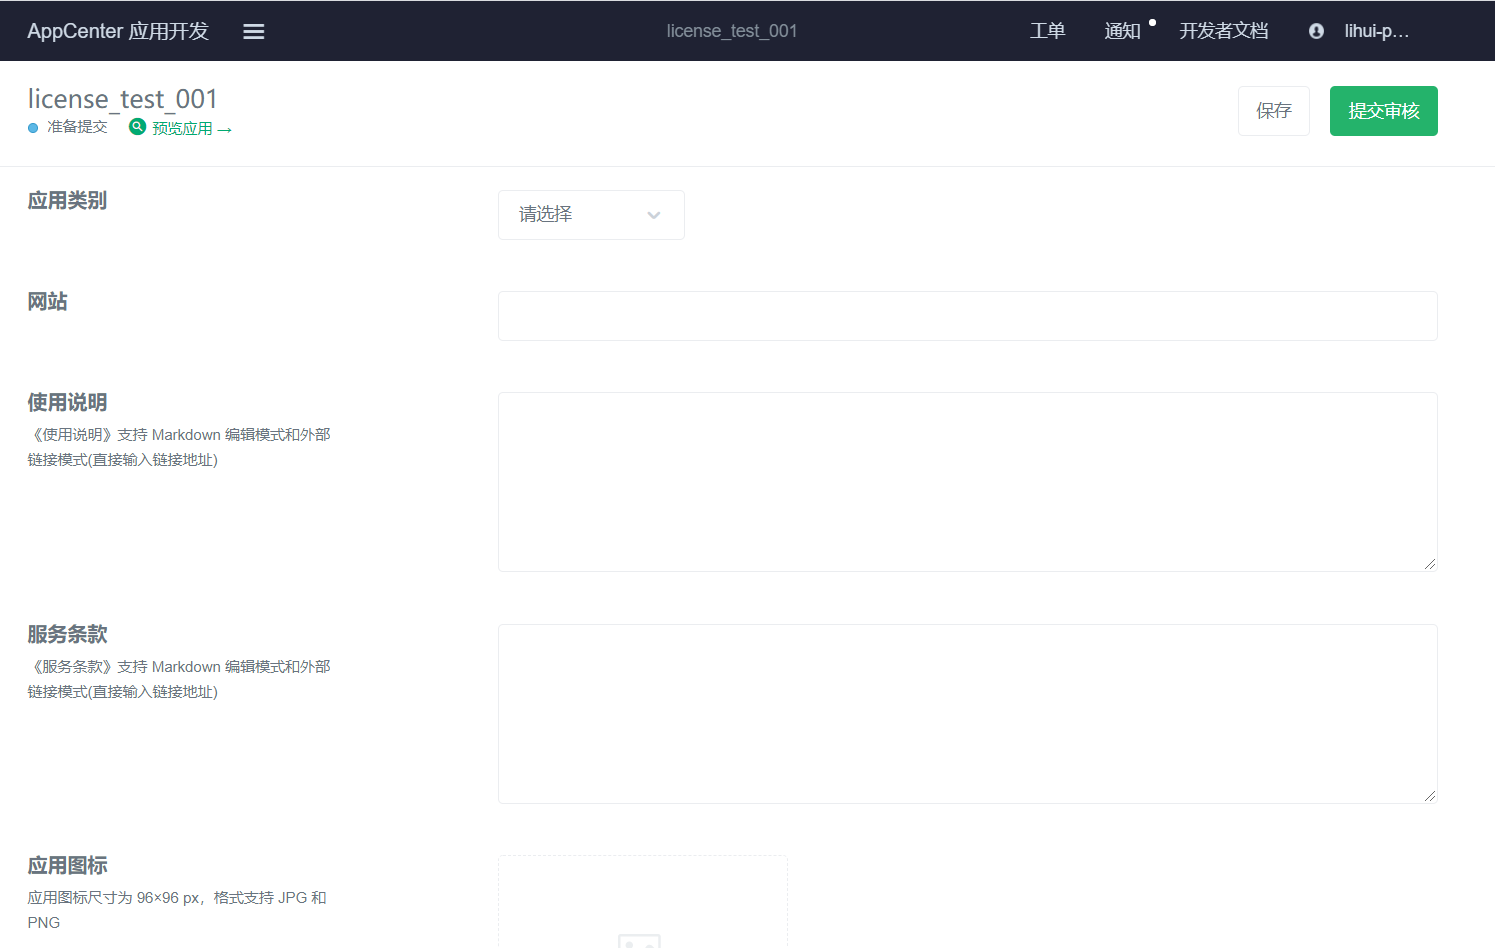 AppCenter 应用开发
license_test_001
工单
通知
开发者文档
lihui-p...
license_test_001
准备提交
预览应用 →
保存
提交审核
应用类别
请选择
网站
使用说明
《使用说明》支持 Markdown 编辑模式和外部
链接模式(直接输入链接地址)
服务条款
《服务条款》支持 Markdown 编辑模式和外部
链接模式(直接输入链接地址)
应用图标
应用图标尺寸为 96×96 px，格式支持 JPG 和
PNG